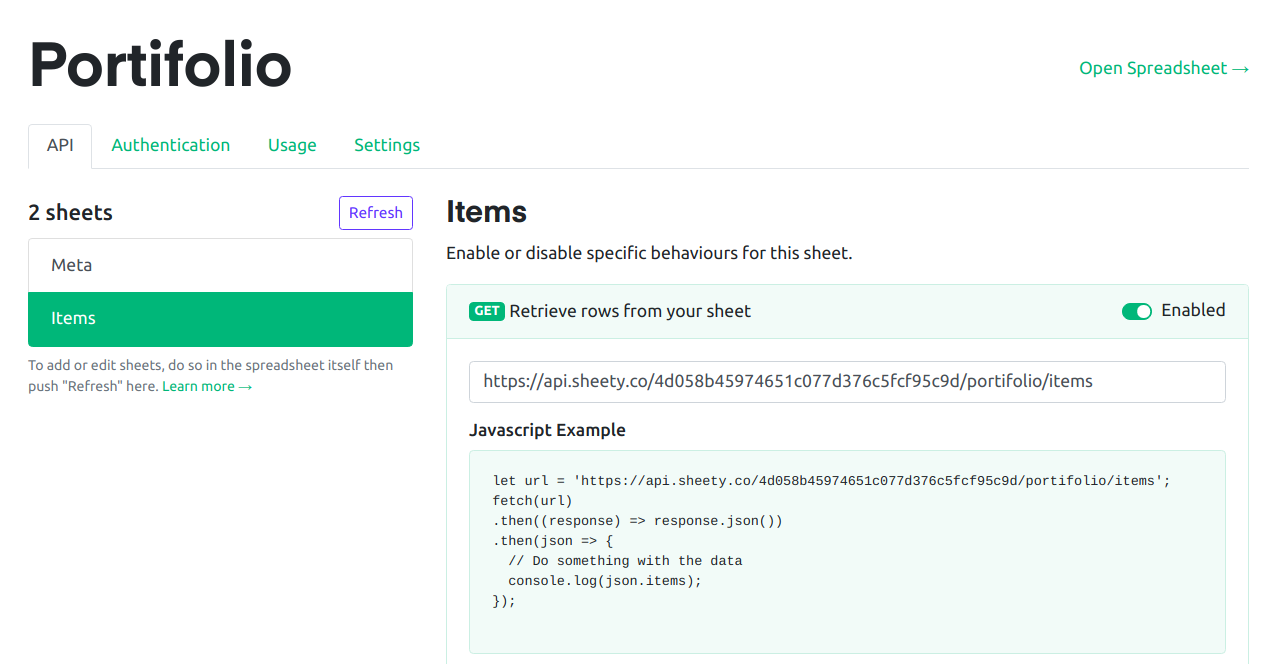 Portifolio
Open Spreadsheet →
API Authentication Usage Settings
2 sheets
Refresh
Meta
Items
To add or edit sheets, do so in the spreadsheet itself then
push "Refresh" here. Learn more →
Items
Enable or disable specific behaviours for this sheet.
GET Retrieve rows from your sheet
Enabled
https://api.sheety.co/4d058b45974651c077d376c5fcf95c9d/portifolio/items
Javascript Example
let url = 'https://api.sheety.co/4d058b45974651c077d376c5fcf95c9d/portifolio/items';
fetch(url)
.then((response) => response.json())
.then(json => {
  // Do something with the data
  console.log(json.items);
});